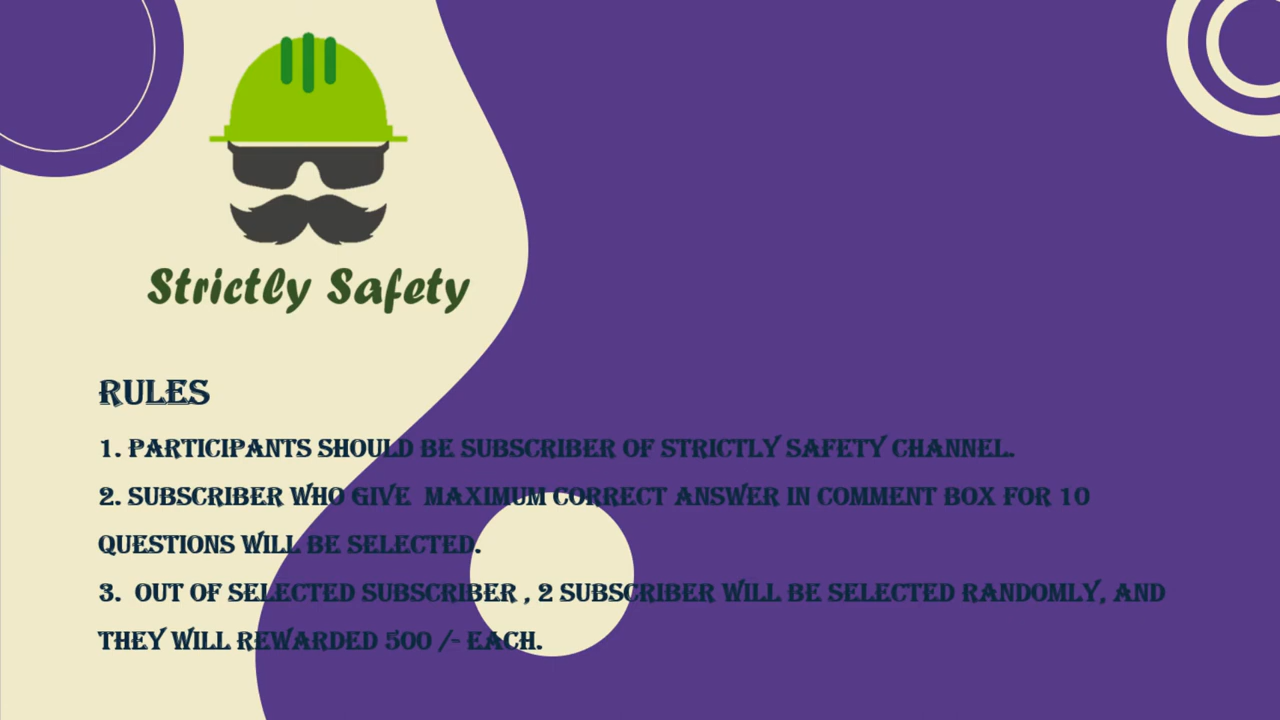 Strictly Safety
RULES
1. PARTICIPANTS SHOULD BE SUBSCRIBER OF STRICTLY SAFETY CHANNEL.
2. SUBSCRIBER WHO GIVE  MAXIMUM CORRECT ANSWER IN COMMENT BOX FOR 10
QUESTIONS WILL BE SELECTED.
3.  OUT OF SELECTED SUBSCRIBER , 2 SUBSCRIBER WILL BE SELECTED RANDOMLY, AND
THEY WILL REWARDED 500 /- EACH.